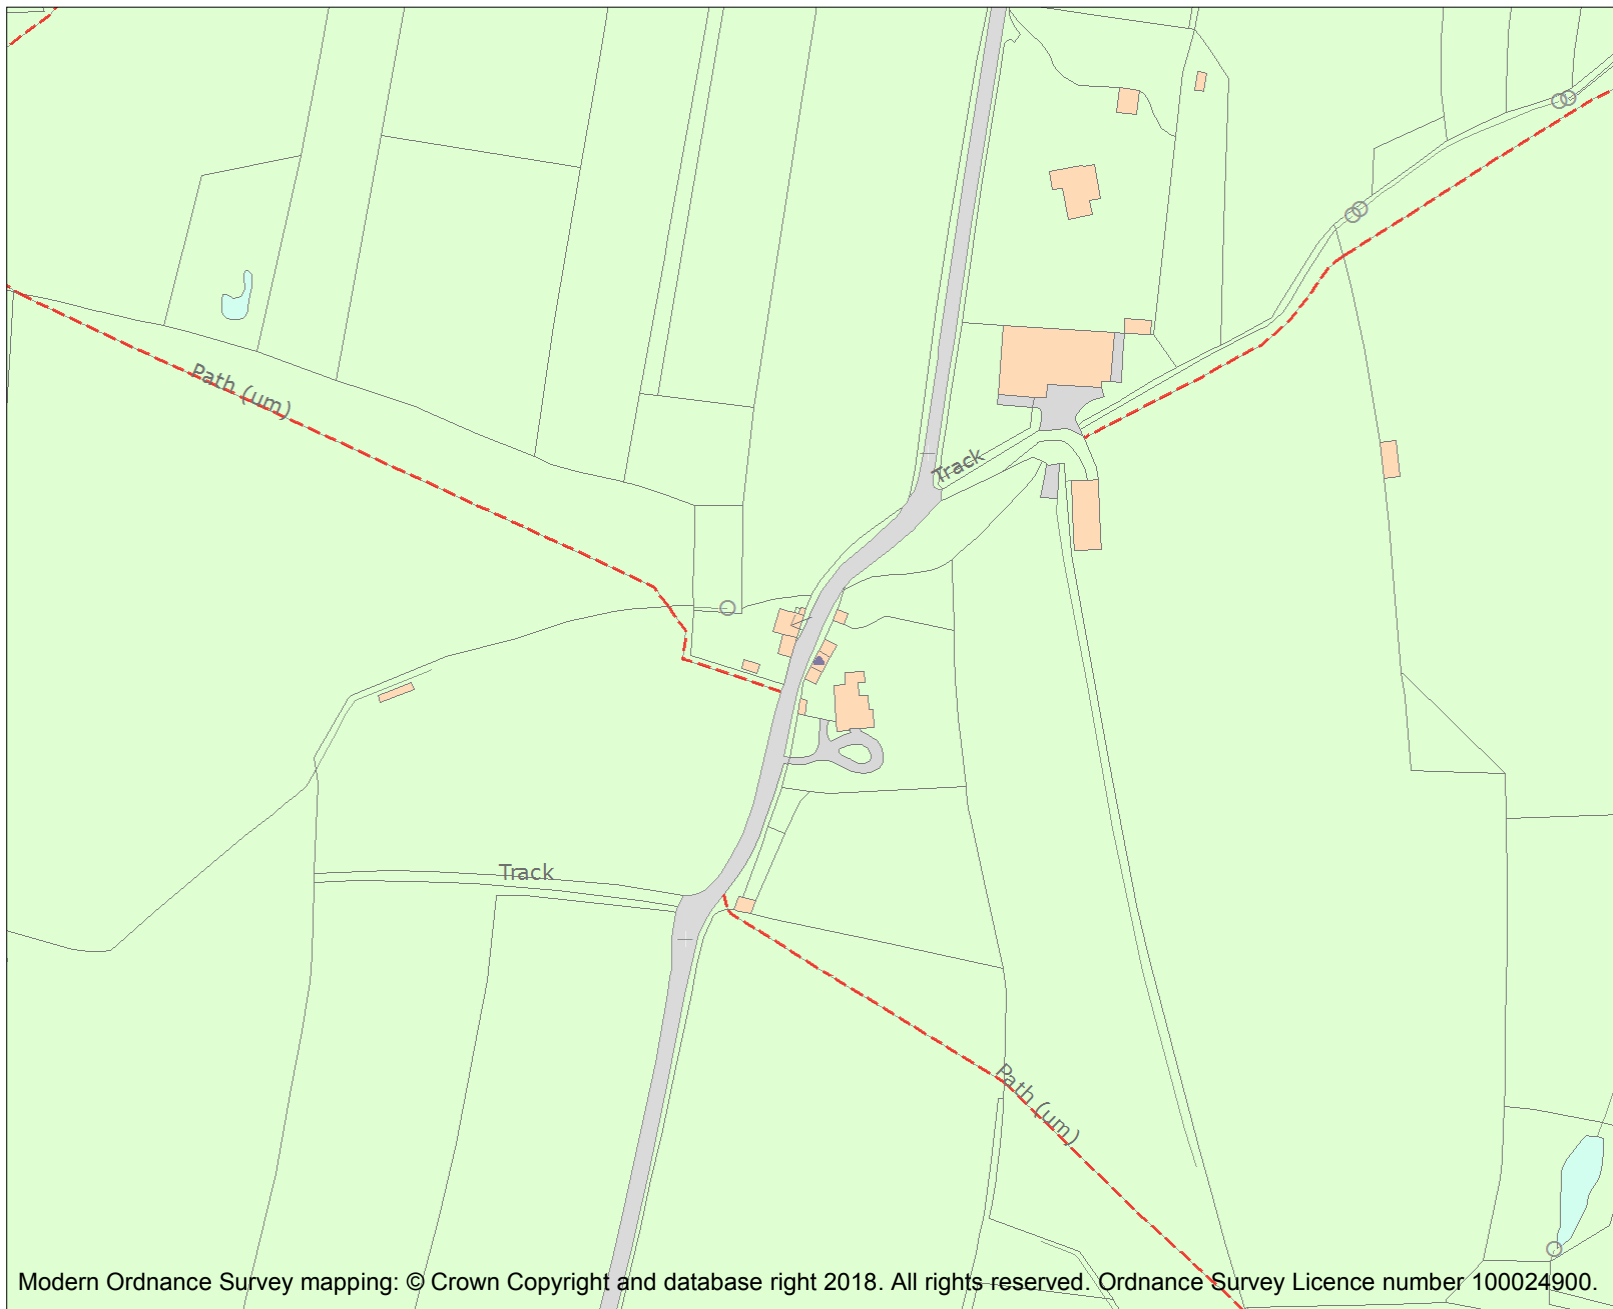 Path (um)
Track
Track
Path (um)
Modern Ordnance Survey mapping: © Crown Copyright and database right 2018. All rights reserved. Ordnance Survey Licence number 100024900.